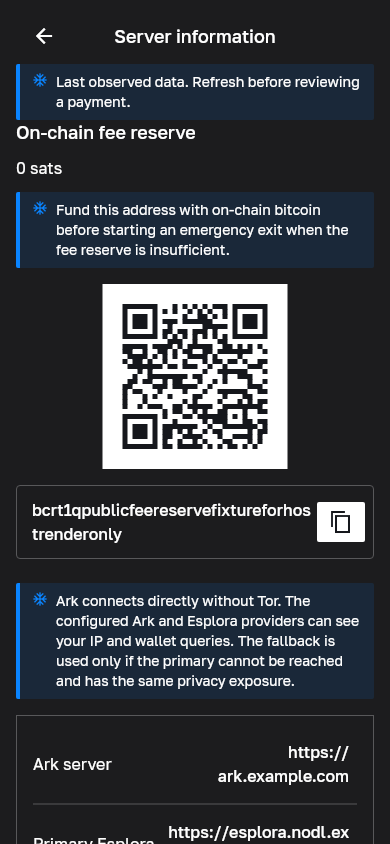 Server information
Last observed data. Refresh before reviewing
a payment.
On-chain fee reserve
0 sats
Fund this address with on-chain bitcoin
before starting an emergency exit when the
fee reserve is insufficient.
bcrt1qpublicfeereservefixtureforhos
trenderonly
Ark connects directly without Tor. The
configured Ark and Esplora providers can see
your IP and wallet queries. The fallback is
used only if the primary cannot be reached
and has the same privacy exposure.
Ark server
https://
ark.example.com
Primary Esplora
https://esplora.nodl.ex